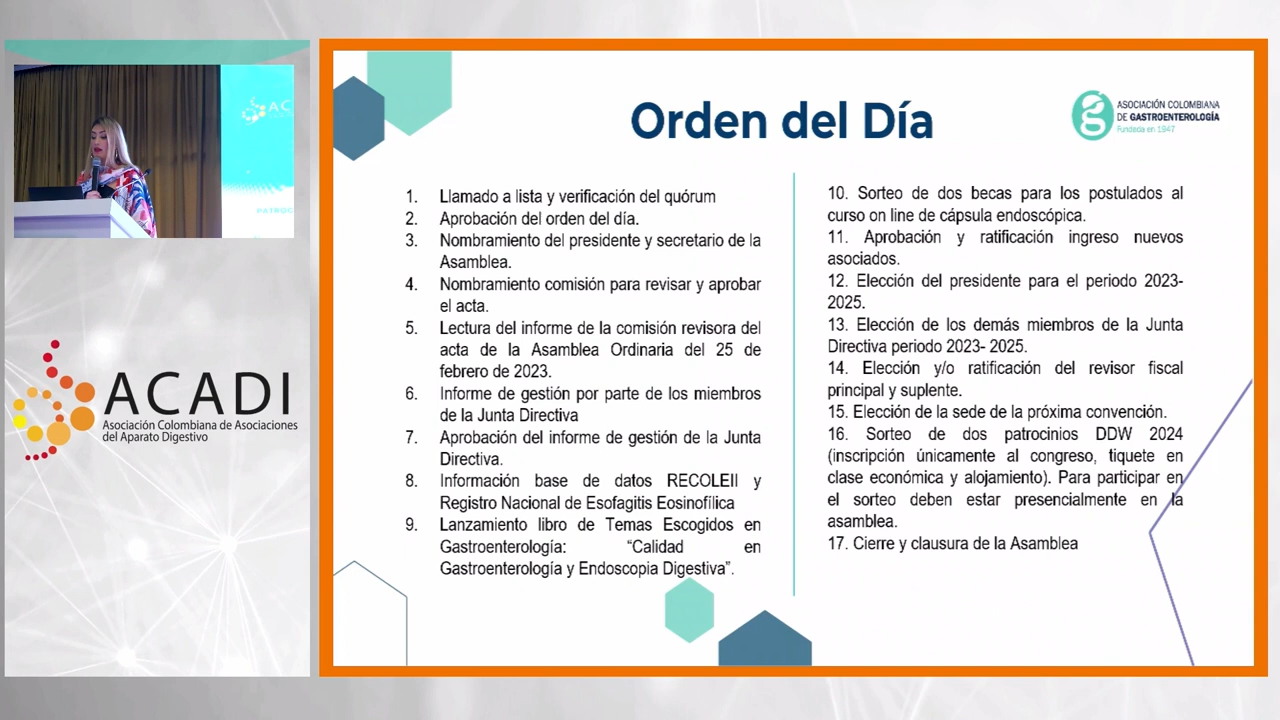 AC
PATROC
ACADI
Asociación Colombiana de Asociaciones
del Aparato Digestivo
Orden del Día
ASOCIACIÓN COLOMBIANA
DE GASTROENTEROLOGÍA
Fundada en 1947
1. Llamado a lista y verificación del quórum
2. Aprobación del orden del día.
3. Nombramiento del presidente y secretario de la
Asamblea.
4. Nombramiento comisión para revisar y aprobar
el acta.
5. Lectura del informe de la comisión revisora del
acta de la Asamblea Ordinaria del 25 de
febrero de 2023.
6. Informe de gestión por parte de los miembros
de la Junta Directiva
7. Aprobación del informe de gestión de la Junta
Directiva.
8. Información base de datos RECOLEII y
Registro Nacional de Esofagitis Eosinofílica
9. Lanzamiento libro de Temas Escogidos en
Gastroenterología: “Calidad en
Gastroenterología y Endoscopia Digestiva”.
10. Sorteo de dos becas para los postulados al
curso on line de cápsula endoscópica.
11. Aprobación y ratificación ingreso nuevos
asociados.
12. Elección del presidente para el periodo 2023-
2025.
13. Elección de los demás miembros de la Junta
Directiva periodo 2023- 2025.
14. Elección y/o ratificación del revisor fiscal
principal y suplente.
15. Elección de la sede de la próxima convención.
16. Sorteo de dos patrocinios DDW 2024
(inscripción únicamente al congreso, tiquete en
clase económica y alojamiento). Para participar en
el sorteo deben estar presencialmente en la
asamblea.
17. Cierre y clausura de la Asamblea